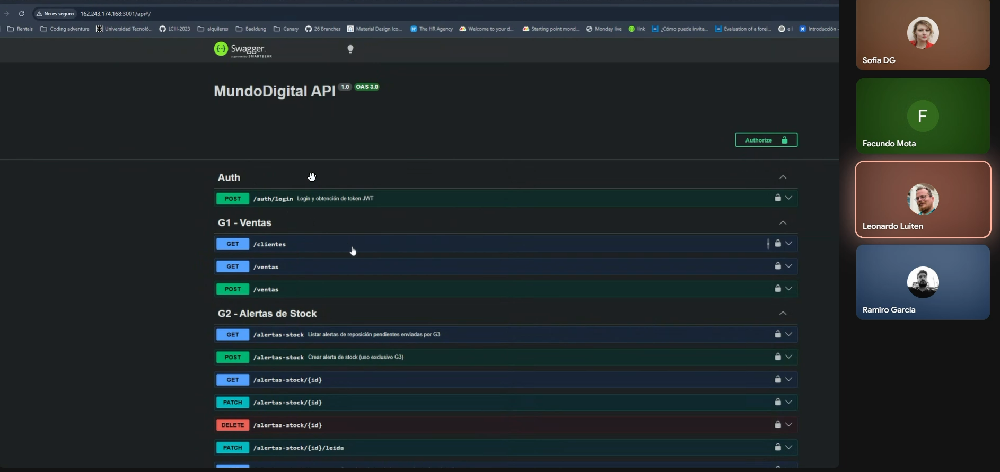 No es seguro 162.243.174.168:3001/api#/
Rentals Coding adventure Universidad Tecnoló... LCIII-2023 alquileres Baeldung Canary 26 Branches Material Design Ico... The HR Agency Welcome to your d... Starting point mond... Monday live link ¿Cómo puede invita... Evaluation of a forei... e i Introducción -
Swagger.
Supported by SMARTBEAR
MundoDigital API 1.0 OAS 3.0
Authorize
Auth
POST /auth/login Login y obtención de token JWT
G1 - Ventas
GET /clientes
GET /ventas
POST /ventas
G2 - Alertas de Stock
GET /alertas-stock Listar alertas de reposición pendientes enviadas por G3
POST /alertas-stock Crear alerta de stock (uso exclusivo G3)
GET /alertas-stock/{id}
PATCH /alertas-stock/{id}
DELETE /alertas-stock/{id}
PATCH /alertas-stock/{id}/leida
Sofia DG
F
Facundo Mota
Leonardo Luiten
Ramiro García